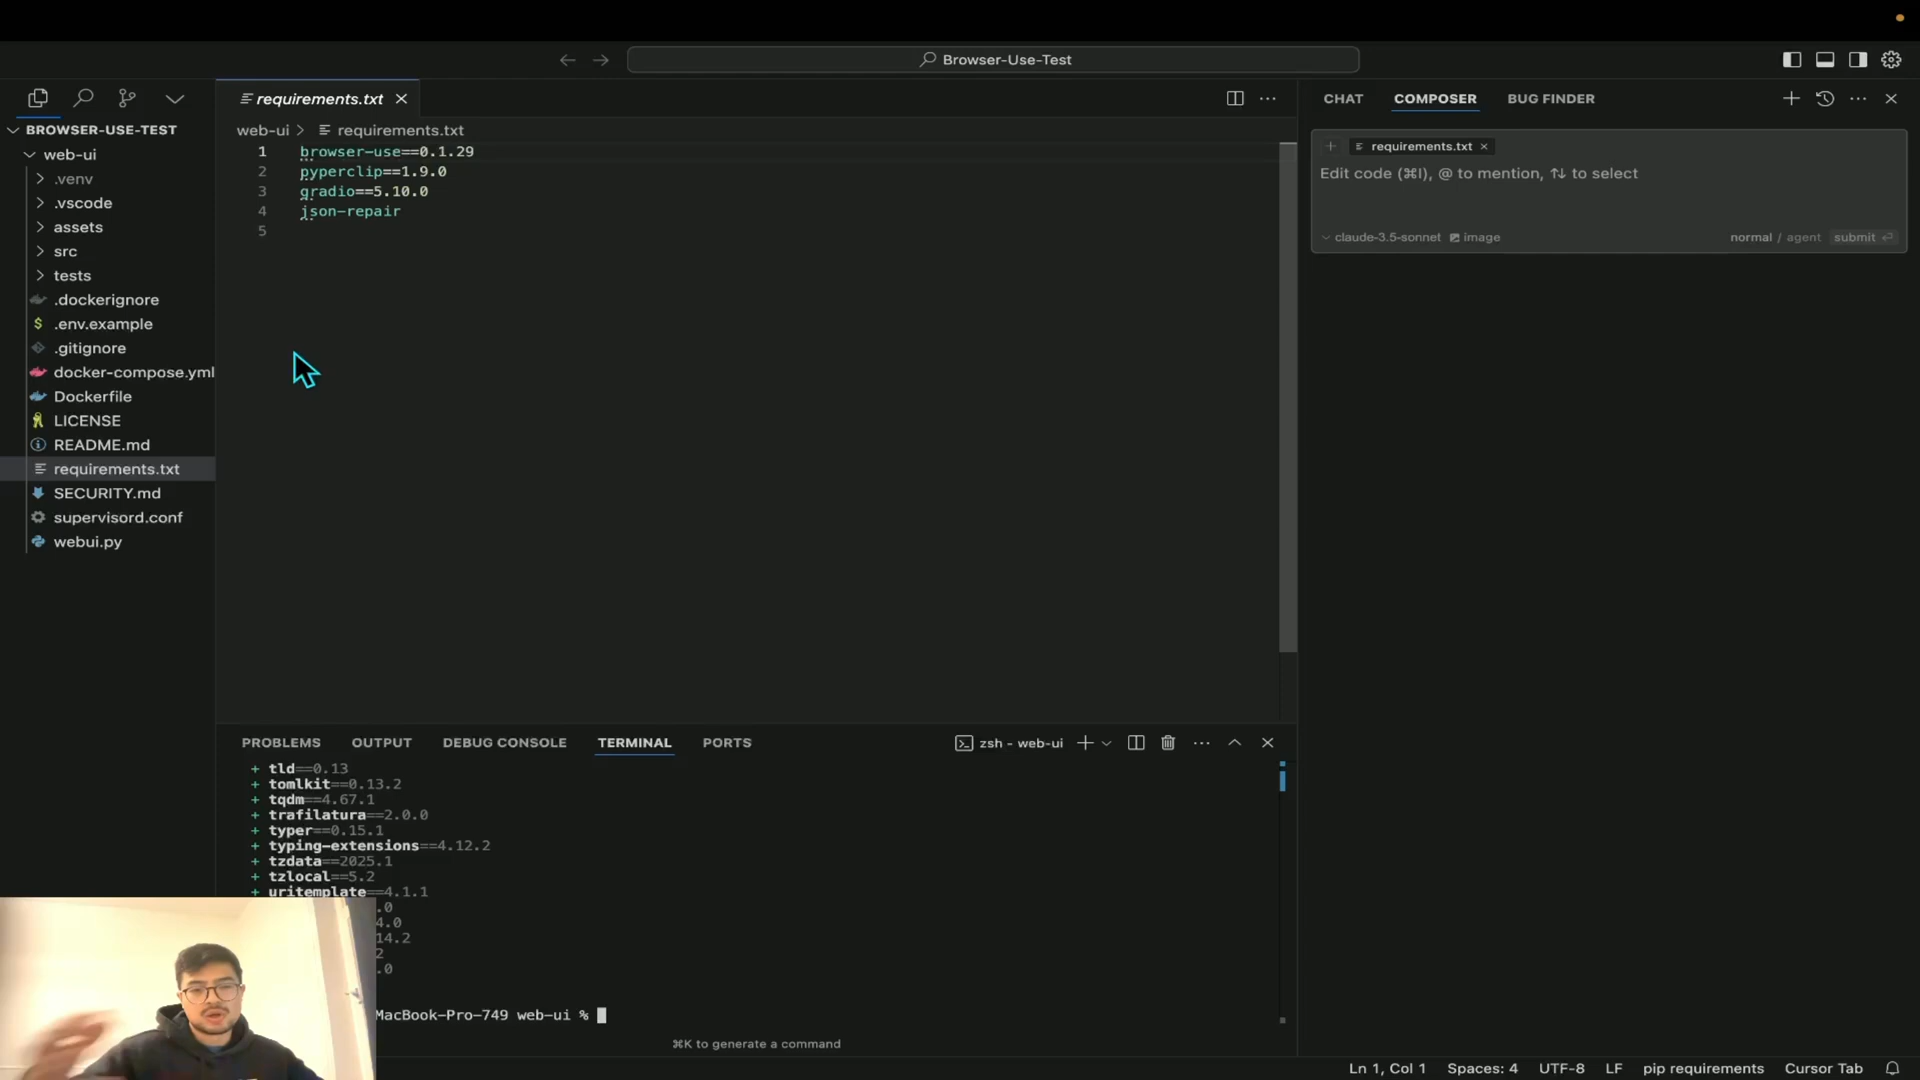 Browser-Use-Test
requirements.txt
CHAT COMPOSER BUG FINDER
BROWSER-USE-TEST
web-ui
.venv
.vscode
assets
src
tests
.dockerignore
.env.example
.gitignore
docker-compose.yml
Dockerfile
LICENSE
README.md
requirements.txt
SECURITY.md
supervisord.conf
webui.py
web-ui > requirements.txt
1 browser-use==0.1.29
2 pyperclip==1.9.0
3 gradio==5.10.0
4 json-repair
5
requirements.txt
Edit code (⌘I), @ to mention, ⇅ to select
claude-3.5-sonnet image normal / agent submit
PROBLEMS OUTPUT DEBUG CONSOLE TERMINAL PORTS zsh - web-ui
+ tld==0.13
+ tomlkit==0.13.2
+ tqdm==4.67.1
+ trafilatura==2.0.0
+ typer==0.15.1
+ typing-extensions==4.12.2
+ tzdata==2025.1
+ tzlocal==5.2
+ uritemplate==4.1.1
.0
4.0
14.2
2
.0
MacBook-Pro-749 web-ui %
⌘K to generate a command
Ln 1, Col 1 Spaces: 4 UTF-8 LF pip requirements Cursor Tab